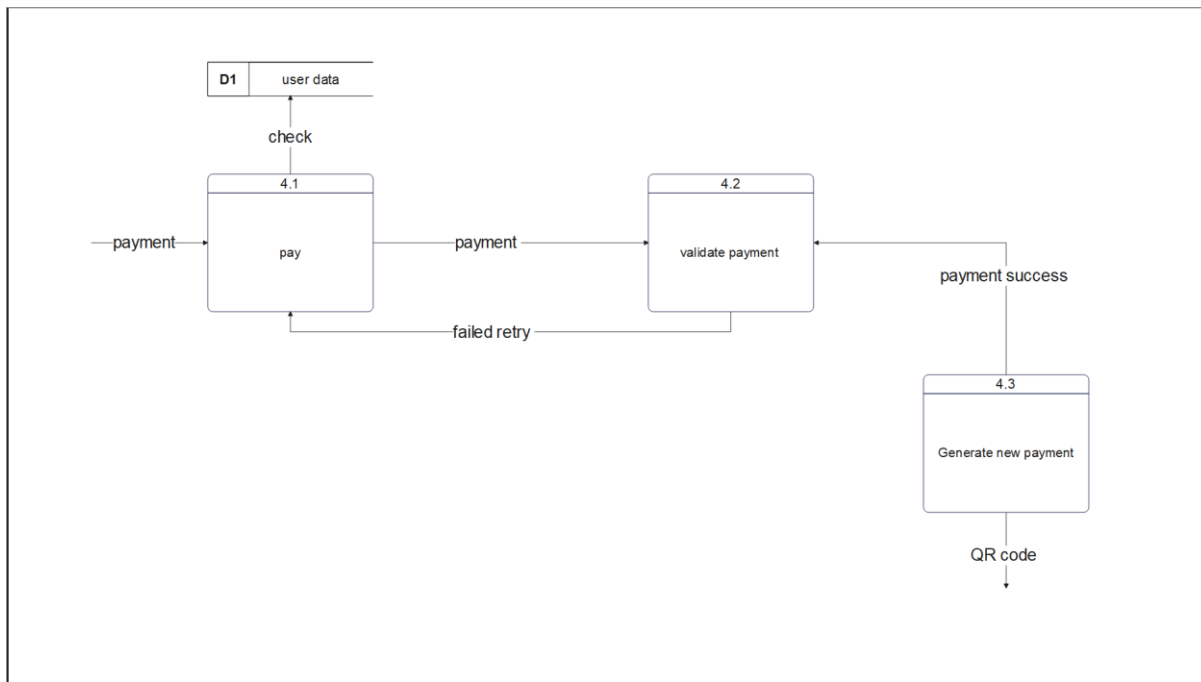 D1 user data
check
4.1
4.2
payment
pay
payment
validate payment
payment success
failed retry
4.3
Generate new payment
QR code